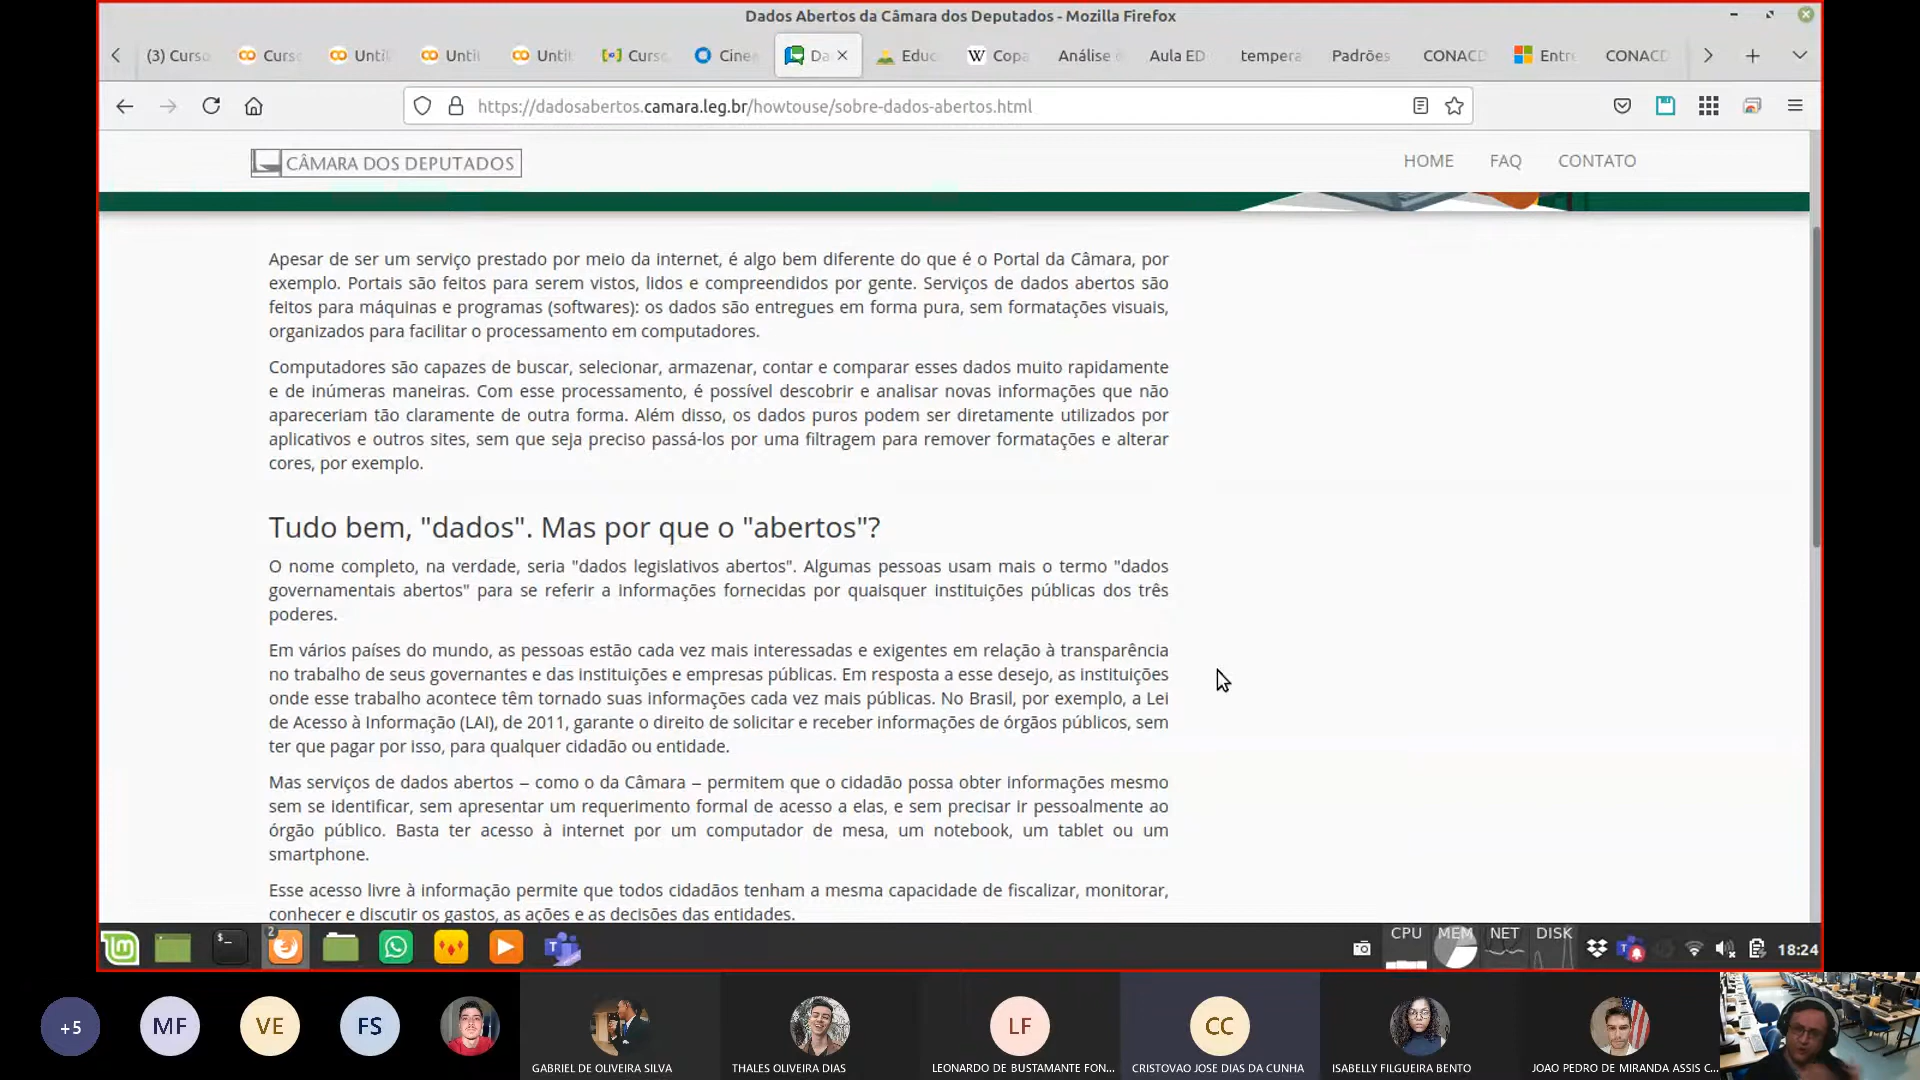 Dados Abertos da Câmara dos Deputados - Mozilla Firefox
(3) Curso
Curso
Untit
Untit
Untit
Curso
Cine
Da
Educ
Copa
Análise d
Aula ED
tempera
Padrões
CONACD
Entre
CONACD
https://dadosabertos.camara.leg.br/howtouse/sobre-dados-abertos.html
CÂMARA DOS DEPUTADOS
HOME FAQ CONTATO
Apesar de ser um serviço prestado por meio da internet, é algo bem diferente do que é o Portal da Câmara, por
exemplo. Portais são feitos para serem vistos, lidos e compreendidos por gente. Serviços de dados abertos são
feitos para máquinas e programas (softwares): os dados são entregues em forma pura, sem formatações visuais,
organizados para facilitar o processamento em computadores.
Computadores são capazes de buscar, selecionar, armazenar, contar e comparar esses dados muito rapidamente
e de inúmeras maneiras. Com esse processamento, é possível descobrir e analisar novas informações que não
apareceriam tão claramente de outra forma. Além disso, os dados puros podem ser diretamente utilizados por
aplicativos e outros sites, sem que seja preciso passá-los por uma filtragem para remover formatações e alterar
cores, por exemplo.
Tudo bem, "dados". Mas por que o "abertos"?
O nome completo, na verdade, seria "dados legislativos abertos". Algumas pessoas usam mais o termo "dados
governamentais abertos" para se referir a informações fornecidas por quaisquer instituições públicas dos três
poderes.
Em vários países do mundo, as pessoas estão cada vez mais interessadas e exigentes em relação à transparência
no trabalho de seus governantes e das instituições e empresas públicas. Em resposta a esse desejo, as instituições
onde esse trabalho acontece têm tornado suas informações cada vez mais públicas. No Brasil, por exemplo, a Lei
de Acesso à Informação (LAI), de 2011, garante o direito de solicitar e receber informações de órgãos públicos, sem
ter que pagar por isso, para qualquer cidadão ou entidade.
Mas serviços de dados abertos – como o da Câmara – permitem que o cidadão possa obter informações mesmo
sem se identificar, sem apresentar um requerimento formal de acesso a elas, e sem precisar ir pessoalmente ao
órgão público. Basta ter acesso à internet por um computador de mesa, um notebook, um tablet ou um
smartphone.
Esse acesso livre à informação permite que todos cidadãos tenham a mesma capacidade de fiscalizar, monitorar,
conhecer e discutir os gastos, as ações e as decisões das entidades.
2
CPU MEM NET DISK
18:24
+5
MF
VE
FS
LF
CC
GABRIEL DE OLIVEIRA SILVA
THALES OLIVEIRA DIAS
LEONARDO DE BUSTAMANTE FON...
CRISTOVAO JOSE DIAS DA CUNHA
ISABELLY FILGUEIRA BENTO
JOAO PEDRO DE MIRANDA ASSIS C...